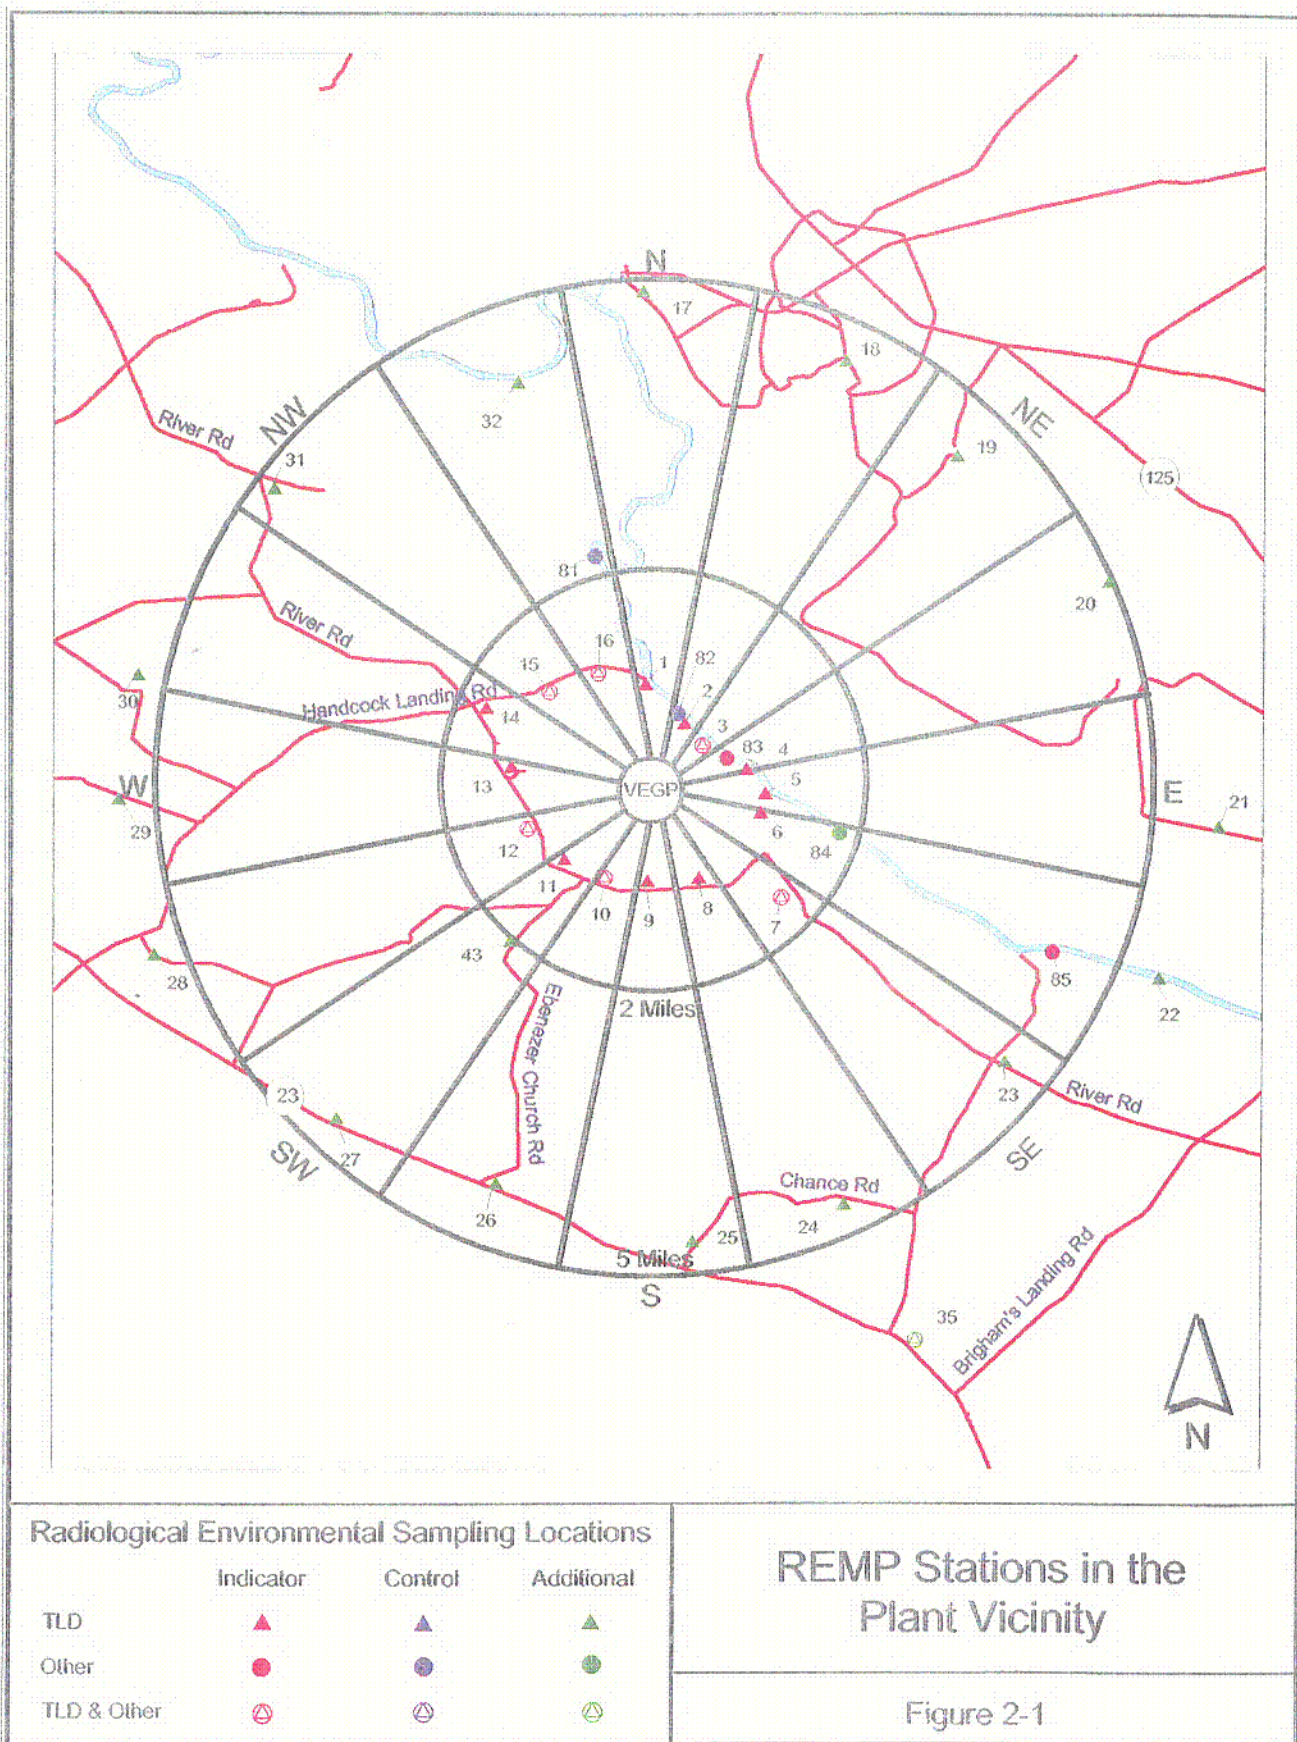 N
17
18
32
NW
NE
River Rd
31
19
125
81
20
River Rd
16
1
82
15
2
30
Handcock Landing Rd
14
3
83
4
13
5
W
VEGP
E
21
29
12
6
84
11
10
9
8
7
43
28
85
22
2 Miles
Ebenezer Church Rd
23
23
River Rd
27
SW
SE
Chance Rd
26
24
25
5 Miles
S
35
Brigham's Landing Rd
N
Radiological Environmental Sampling Locations
Indicator Control Additional
TLD
Other
TLD & Other
REMP Stations in the
Plant Vicinity
Figure 2-1